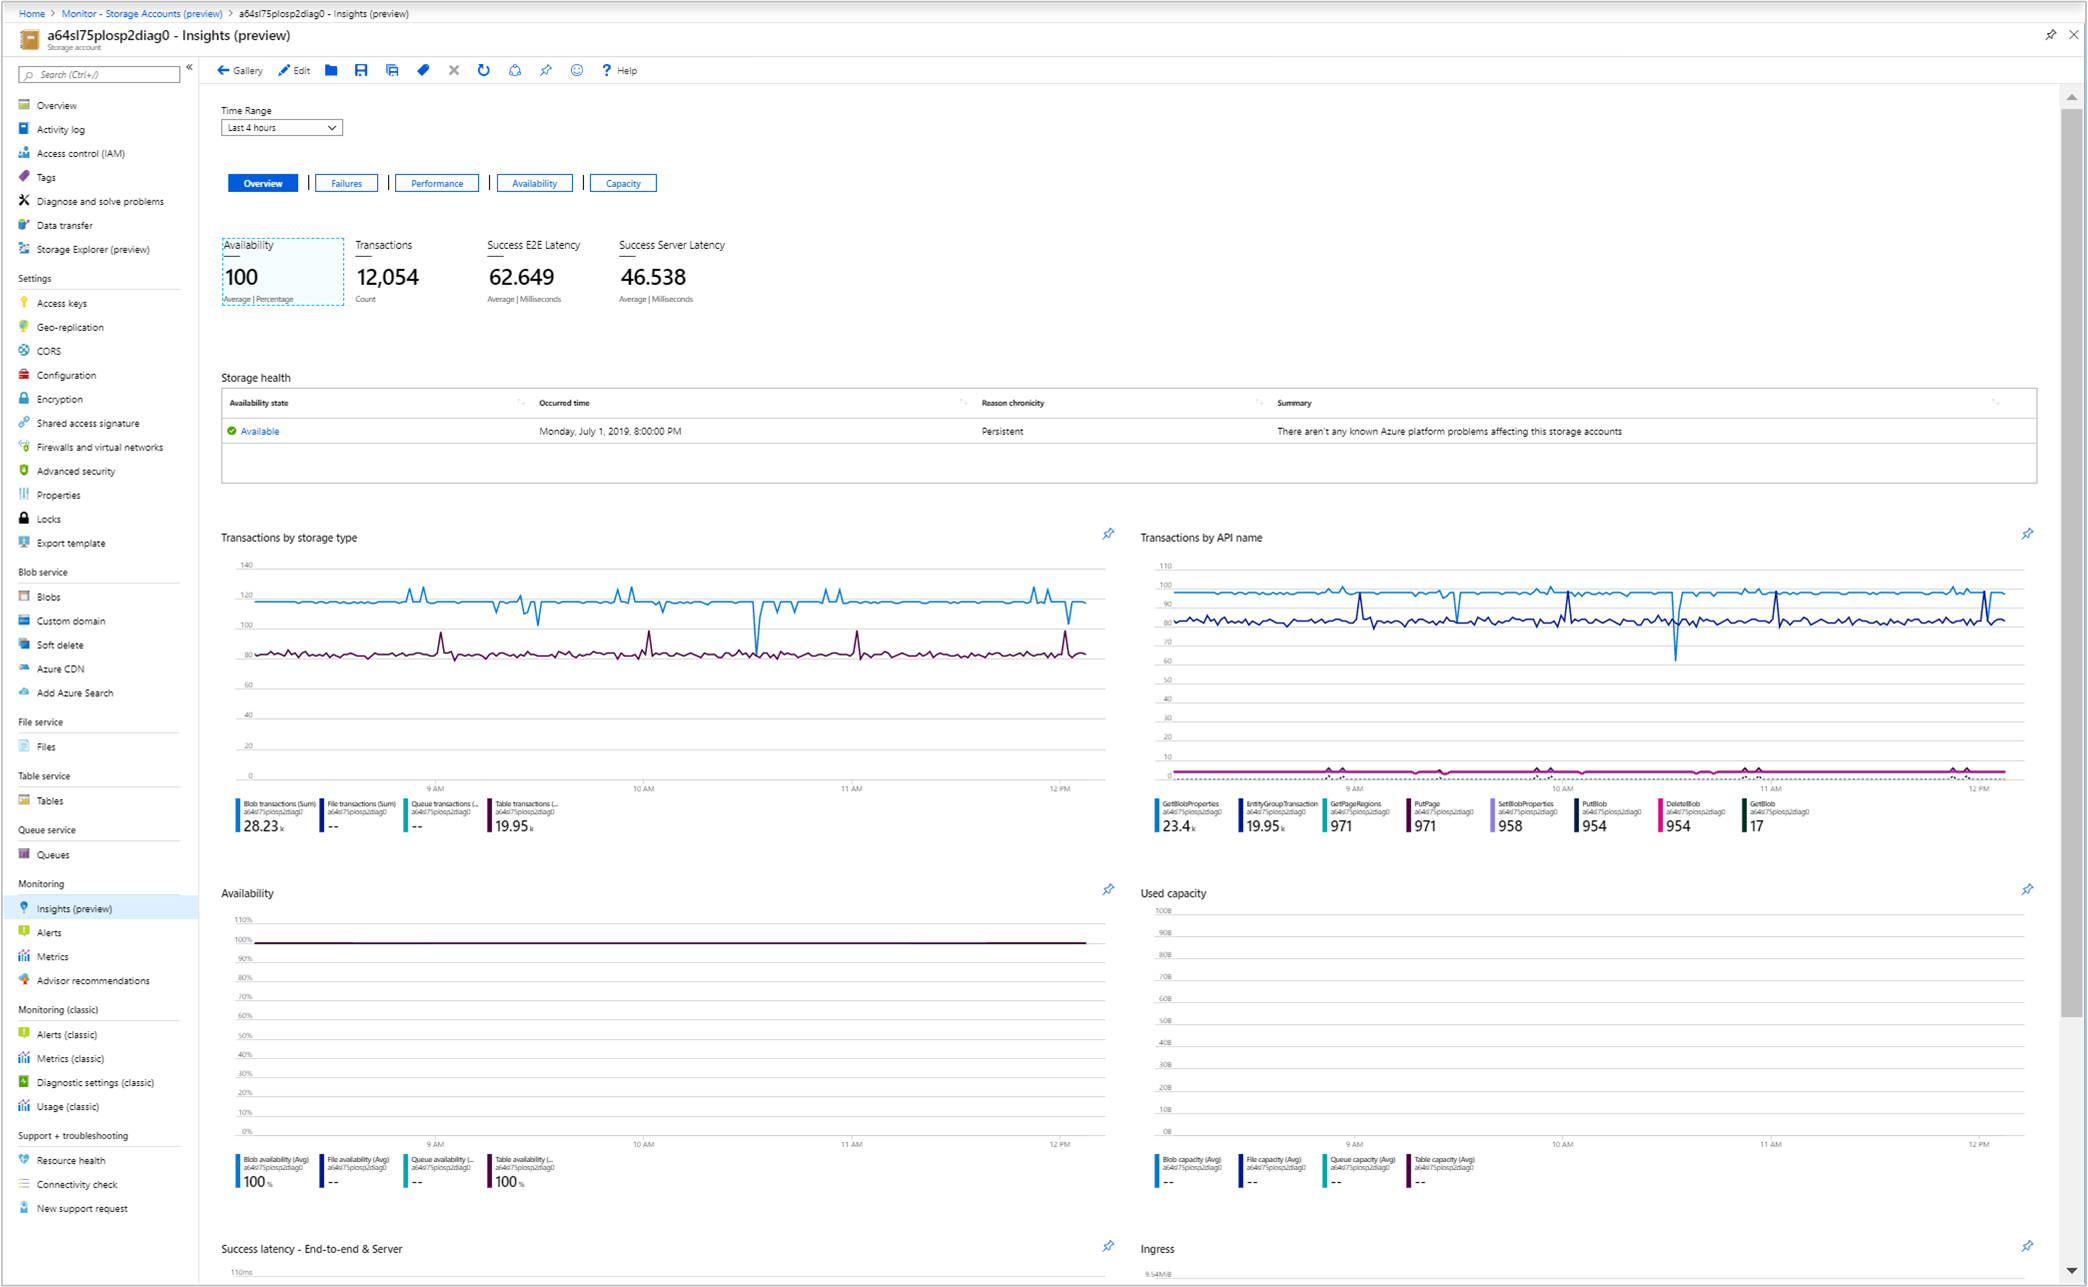 Home > Monitor - Storage Accounts (preview) > a64sl75plosp2diag0 - Insights (preview)
a64sl75plosp2diag0 - Insights (preview)
Storage account
Search (Ctrl+/)
«
Overview
Activity log
Access control (IAM)
Tags
Diagnose and solve problems
Data transfer
Storage Explorer (preview)
Settings
Access keys
Geo-replication
CORS
Configuration
Encryption
Shared access signature
Firewalls and virtual networks
Advanced security
Properties
Locks
Export template
Blob service
Blobs
Custom domain
Soft delete
Azure CDN
Add Azure Search
File service
Files
Table service
Tables
Queue service
Queues
Monitoring
Insights (preview)
Alerts
Metrics
Advisor recommendations
Monitoring (classic)
Alerts (classic)
Metrics (classic)
Diagnostic settings (classic)
Usage (classic)
Support + troubleshooting
Resource health
Connectivity check
New support request
Gallery Edit ? Help
Time Range
Last 4 hours
Overview | Failures | Performance | Availability | Capacity
Availability Transactions Success E2E Latency Success Server Latency
100 12,054 62.649 46.538
Average | Percentage Count Average | Milliseconds Average | Milliseconds
Storage health
Availability state Occurred time Reason chronicity Summary
Available Monday, July 1, 2019, 8:00:00 PM Persistent There aren't any known Azure platform problems affecting this storage accounts
Transactions by storage type
140
120
100
80
60
40
20
0
9 AM 10 AM 11 AM 12 PM
Blob transactions (Sum) File transactions (Sum) Queue transactions (... Table transactions (...
a64sl75plosp2diag0 a64sl75plosp2diag0 a64sl75plosp2diag0 a64sl75plosp2diag0
28.23 k -- -- 19.95 k
Transactions by API name
110
100
90
80
70
60
50
40
30
20
10
0
9 AM 10 AM 11 AM 12 PM
GetBlobProperties EntityGroupTransaction GetPageRegions PutPage SetBlobProperties PutBlob DeleteBlob GetBlob
a64sl75plosp2diag0 a64sl75plosp2diag0 a64sl75plosp2diag0 a64sl75plosp2diag0 a64sl75plosp2diag0 a64sl75plosp2diag0 a64sl75plosp2diag0 a64sl75plosp2diag0
23.4 k 19.95 k 971 971 958 954 954 17
Availability
110%
100%
90%
80%
70%
60%
50%
40%
30%
20%
10%
0%
9 AM 10 AM 11 AM 12 PM
Blob availability (Avg) File availability (Avg) Queue availability (... Table availability (...
a64sl75plosp2diag0 a64sl75plosp2diag0 a64sl75plosp2diag0 a64sl75plosp2diag0
100 % -- -- 100 %
Used capacity
100B
90B
80B
70B
60B
50B
40B
30B
20B
10B
0B
9 AM 10 AM 11 AM 12 PM
Blob capacity (Avg) File capacity (Avg) Queue capacity (Avg) Table capacity (Avg)
a64sl75plosp2diag0 a64sl75plosp2diag0 a64sl75plosp2diag0 a64sl75plosp2diag0
-- -- -- --
Success latency - End-to-end & Server
110ms
Ingress
9.54MiB